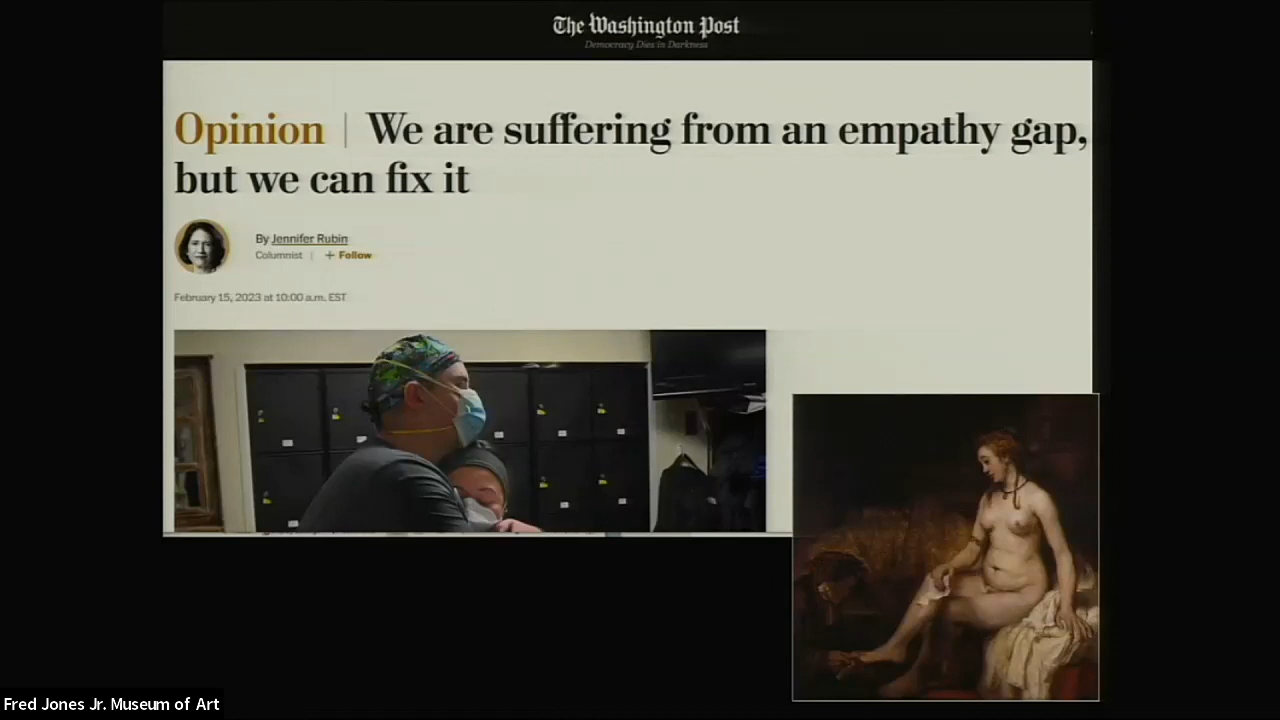 The Washington Post
Democracy Dies in Darkness
Opinion | We are suffering from an empathy gap,
but we can fix it
By Jennifer Rubin
Columnist | + Follow
February 15, 2023 at 10:00 a.m. EST
Fred Jones Jr. Museum of Art